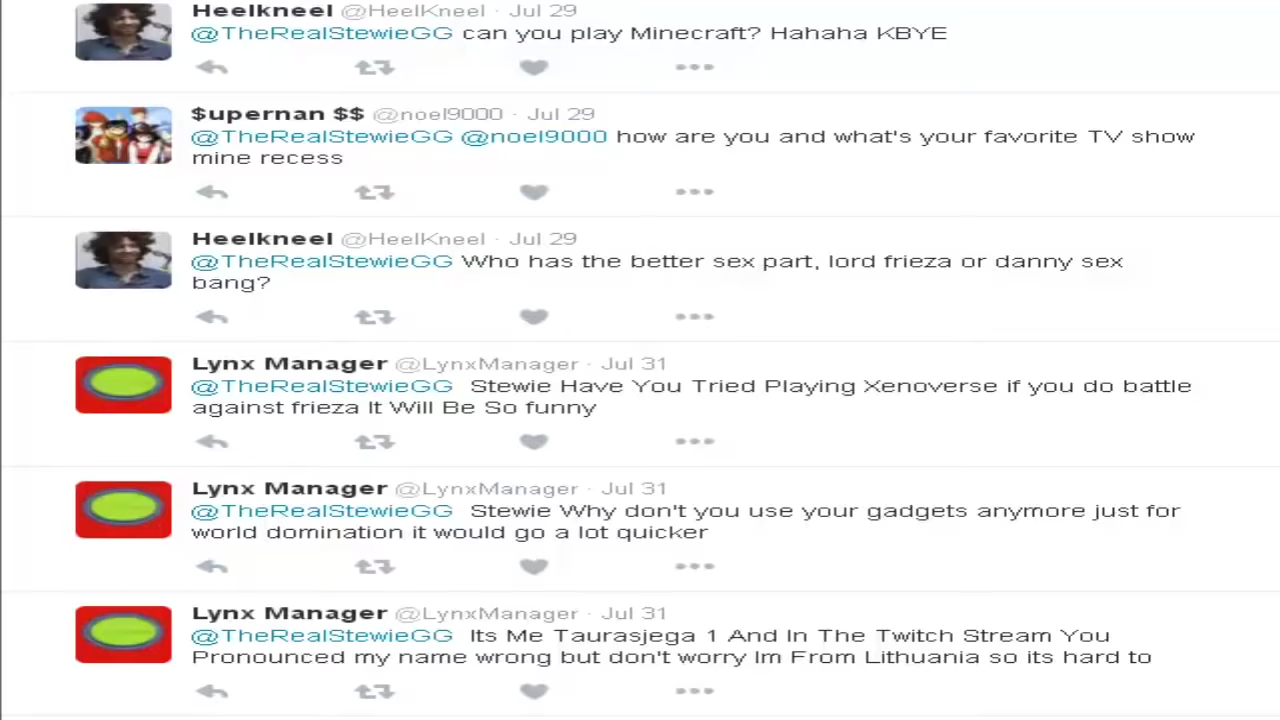 Heelkneel @HeelKneel · Jul 29
@TheRealStewieGG can you play Minecraft? Hahaha KBYE
$upernan $$ @noel9000 · Jul 29
@TheRealStewieGG @noel9000 how are you and what's your favorite TV show
mine recess
Heelkneel @HeelKneel · Jul 29
@TheRealStewieGG Who has the better sex part, lord frieza or danny sex
bang?
Lynx Manager @LynxManager · Jul 31
@TheRealStewieGG Stewie Have You Tried Playing Xenoverse if you do battle
against frieza It Will Be So funny
Lynx Manager @LynxManager · Jul 31
@TheRealStewieGG Stewie Why don't you use your gadgets anymore just for
world domination it would go a lot quicker
Lynx Manager @LynxManager · Jul 31
@TheRealStewieGG Its Me Taurasjega 1 And In The Twitch Stream You
Pronounced my name wrong but don't worry Im From Lithuania so its hard to